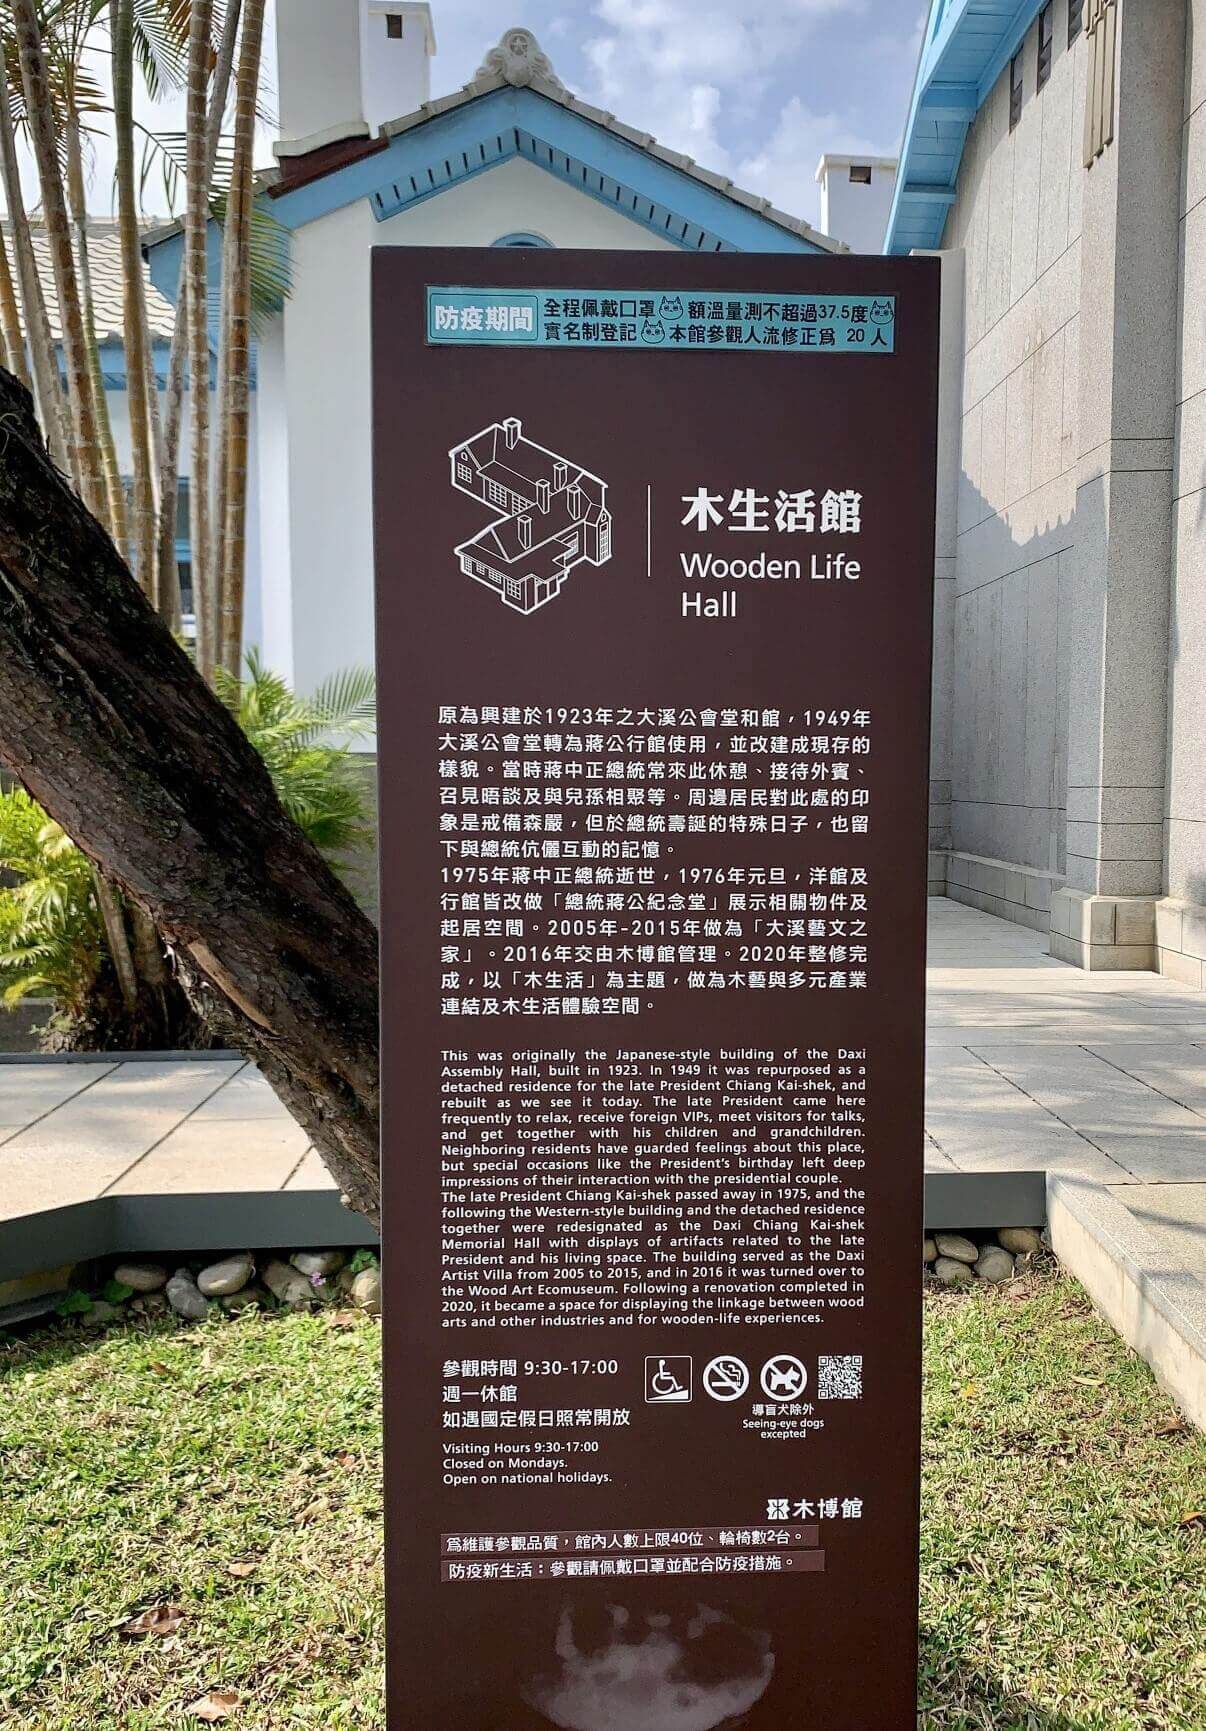 防疫期間
全程佩戴口罩 額溫量測不超過37.5度
實名制登記 本館參觀人流修正為 20人
木生活館
Wooden Life
Hall
原為興建於1923年之大溪公會堂和館，1949年
大溪公會堂轉為蔣公行館使用，並改建成現存的
樣貌。當時蔣中正總統常來此休憩、接待外賓、
召見晤談及與兒孫相聚等。周邊居民對此處的印
象是戒備森嚴，但於總統壽誕的特殊日子，也留
下與總統伉儷互動的記憶。
1975年蔣中正總統逝世，1976年元旦，洋館及
行館皆改做「總統蔣公紀念堂」展示相關物件及
起居空間。2005年-2015年做為「大溪藝文之
家」。2016年交由木博館管理。2020年整修完
成，以「木生活」為主題，做為木藝與多元產業
連結及木生活體驗空間。
This was originally the Japanese-style building of the Daxi
Assembly Hall, built in 1923. In 1949 it was repurposed as a
detached residence for the late President Chiang Kai-shek, and
rebuilt as we see it today. The late President came here
frequently to relax, receive foreign VIPs, meet visitors for talks,
and get together with his children and grandchildren.
Neighboring residents have guarded feelings about this place,
but special occasions like the President's birthday left deep
impressions of their interaction with the presidential couple.
The late President Chiang Kai-shek passed away in 1975, and the
following the Western-style building and the detached residence
together were redesignated as the Daxi Chiang Kai-shek
Memorial Hall with displays of artifacts related to the late
President and his living space. The building served as the Daxi
Artist Villa from 2005 to 2015, and in 2016 it was turned over to
the Wood Art Ecomuseum. Following a renovation completed in
2020, it became a space for displaying the linkage between wood
arts and other industries and for wooden-life experiences.
參觀時間 9:30-17:00
週一休館
如遇國定假日照常開放
Visiting Hours 9:30-17:00
Closed on Mondays.
Open on national holidays.
導盲犬除外
Seeing-eye dogs
excepted
木博館
為維護參觀品質，館內人數上限40位、輪椅數2台。
防疫新生活：參觀請佩戴口罩並配合防疫措施。